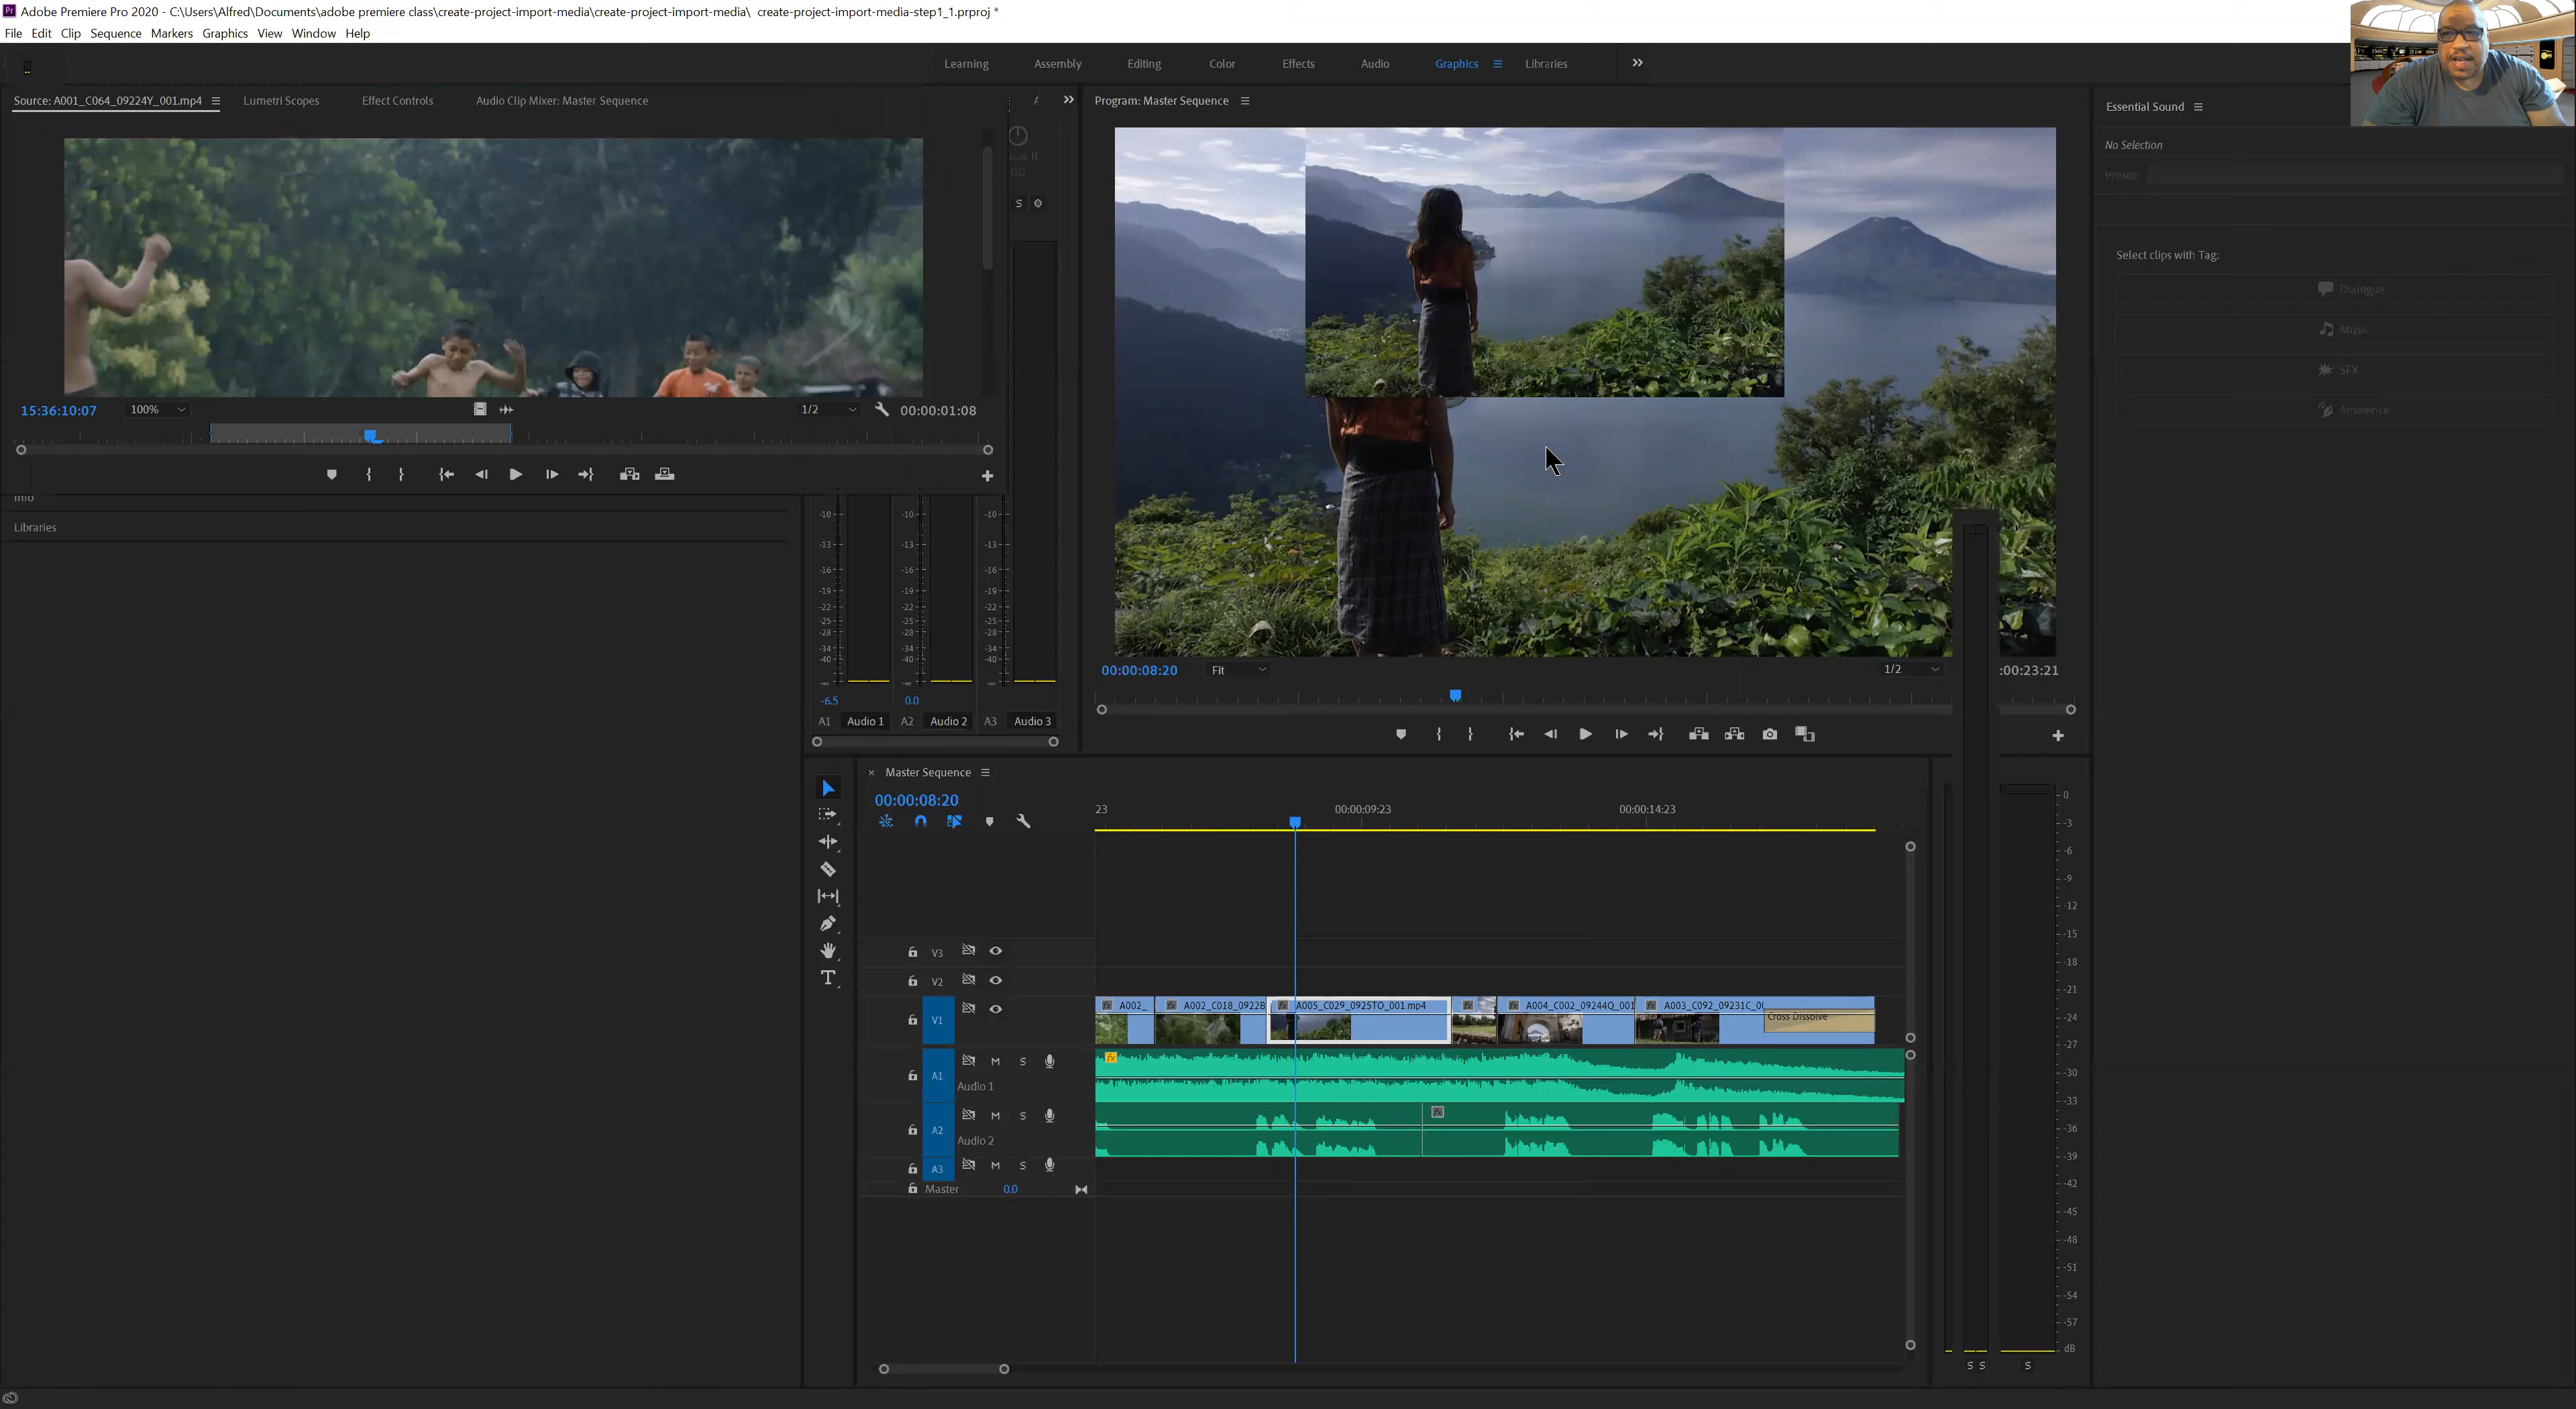 Adobe Premiere Pro 2020 - C:\Users\Alfred\Documents\adobe premiere class\create-project-import-media\create-project-import-media\  create-project-import-media-step1_1.prproj *
File Edit Clip Sequence Markers Graphics View Window Help
Learning Assembly Editing Color Effects Audio Graphics Libraries
Source: A001_C064_09224Y_001.mp4 Lumetri Scopes Effect Controls Audio Clip Mixer: Master Sequence
Program: Master Sequence
Essential Sound
No Selection
Preset:
R
0.0
S
Select clips with Tag:
Dialogue
Music
SFX
Ambience
15:36:10:07 100% 1/2 00:00:01:08
Info
Libraries
-10 -10 -10
-13 -13 -13
-16 -16 -16
-19 -19 -19
-22 -22 -22
-25 -25 -25
-28 -28 -28
-34 -34 -34
-40 -40 -40
-6.5 0.0
A1 Audio 1 A2 Audio 2 A3 Audio 3
00:00:08:20 Fit 1/2 :00:23:21
Master Sequence
00:00:08:20
23 00:00:09:23 00:00:14:23
V3
V2
V1
A002_ A002_C018_0922B A005_C029_0925TO_001.mp4 A004_C002_09244Q_001 A003_C092_09231C_0
Cross Dissolve
fx
A1 M S
Audio 1
A2 M S
Audio 2
fx
A3 M S
Master 0.0
0
-3
-6
-9
-12
-15
-18
-21
-24
-27
-30
-33
-36
-39
-42
-45
-48
-51
-54
-57
dB
S S S